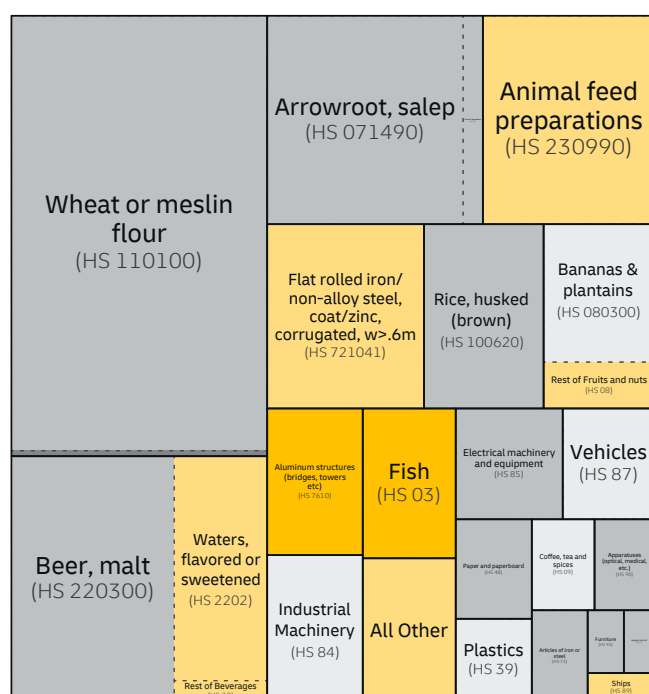 Wheat or meslin
flour
(HS 110100)
Arrowroot, salep
(HS 071490)
Animal feed
preparations
(HS 230990)
Flat rolled iron/
non-alloy steel,
coat/zinc,
corrugated, w>.6m
(HS 721041)
Rice, husked
(brown)
(HS 100620)
Bananas &
plantains
(HS 080300)
Rest of Fruits and nuts
(HS 08)
Beer, malt
(HS 220300)
Waters,
flavored or
sweetened
(HS 2202)
Rest of Beverages
Aluminum structures
(bridges, towers
etc)
(HS 7610)
Fish
(HS 03)
Electrical machinery
and equipment
(HS 85)
Vehicles
(HS 87)
Industrial
Machinery
(HS 84)
All Other
Paper and paperboard
(HS 48)
Coffee, tea and
spices
(HS 09)
Apparatuses
(optical, medical,
etc.)
(HS 90)
Plastics
(HS 39)
Articles of iron or
steel
(HS 73)
Furniture
(HS 94)
Ships
(HS 89)